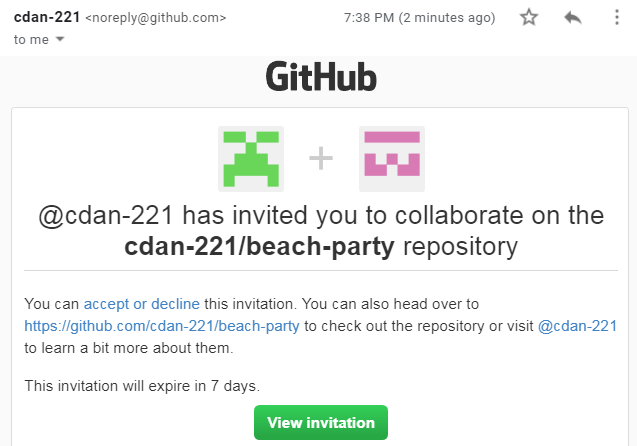 cdan-221 <noreply@github.com> 7:38 PM (2 minutes ago)
to me
GitHub
+
@cdan-221 has invited you to collaborate on the
cdan-221/beach-party repository
You can accept or decline this invitation. You can also head over to
https://github.com/cdan-221/beach-party to check out the repository or visit @cdan-221
to learn a bit more about them.
This invitation will expire in 7 days.
View invitation